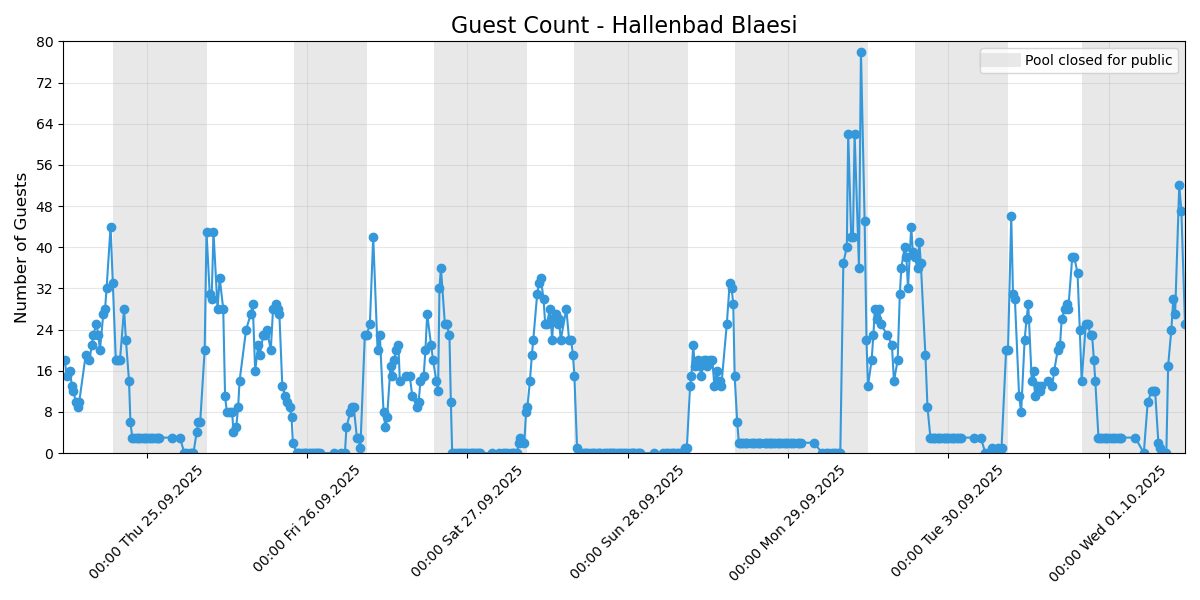 Guest Count - Hallenbad Blaesi
Pool closed for public
Number of Guests
80
72
64
56
48
40
32
24
16
8
0
00:00 Thu 25.09.2025
00:00 Fri 26.09.2025
00:00 Sat 27.09.2025
00:00 Sun 28.09.2025
00:00 Mon 29.09.2025
00:00 Tue 30.09.2025
00:00 Wed 01.10.2025